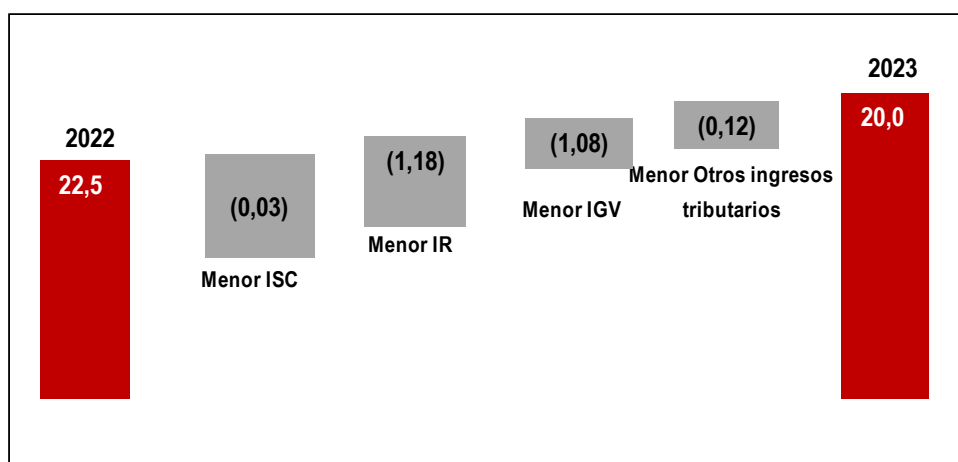 2022
22,5
(0,03)
Menor ISC
(1,18)
Menor IR
(1,08)
Menor IGV
(0,12)
Menor Otros ingresos
tributarios
2023
20,0